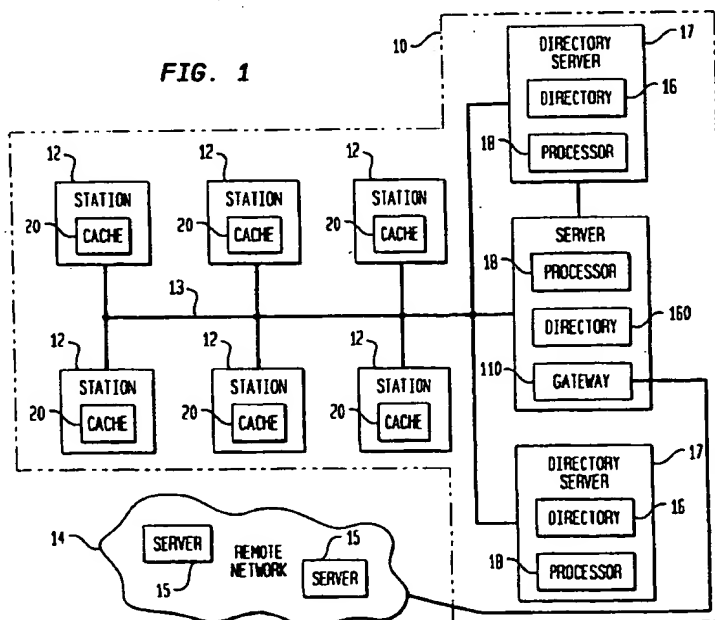 FIG. 1
10
DIRECTORY
SERVER
17
DIRECTORY
16
18
PROCESSOR
12
STATION
20
CACHE
12
STATION
20
CACHE
12
STATION
20
CACHE
SERVER
18
PROCESSOR
DIRECTORY
160
110
GATEWAY
13
12
STATION
20
CACHE
12
STATION
20
CACHE
12
STATION
20
CACHE
DIRECTORY
SERVER
17
DIRECTORY
16
18
PROCESSOR
14
SERVER
15
REMOTE
NETWORK
15
SERVER